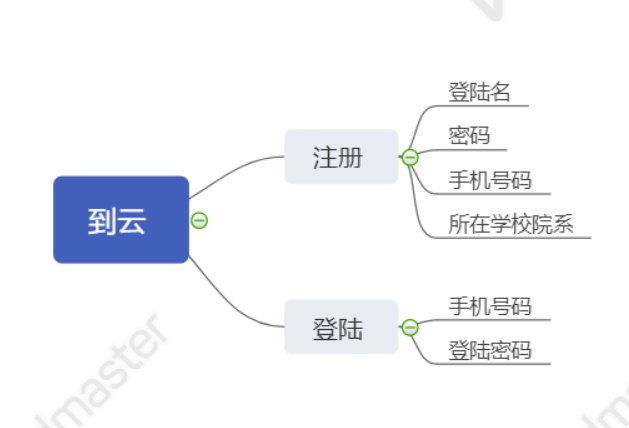 到云
注册
登陆名
密码
手机号码
所在学校院系
登陆
手机号码
登陆密码
dmaster